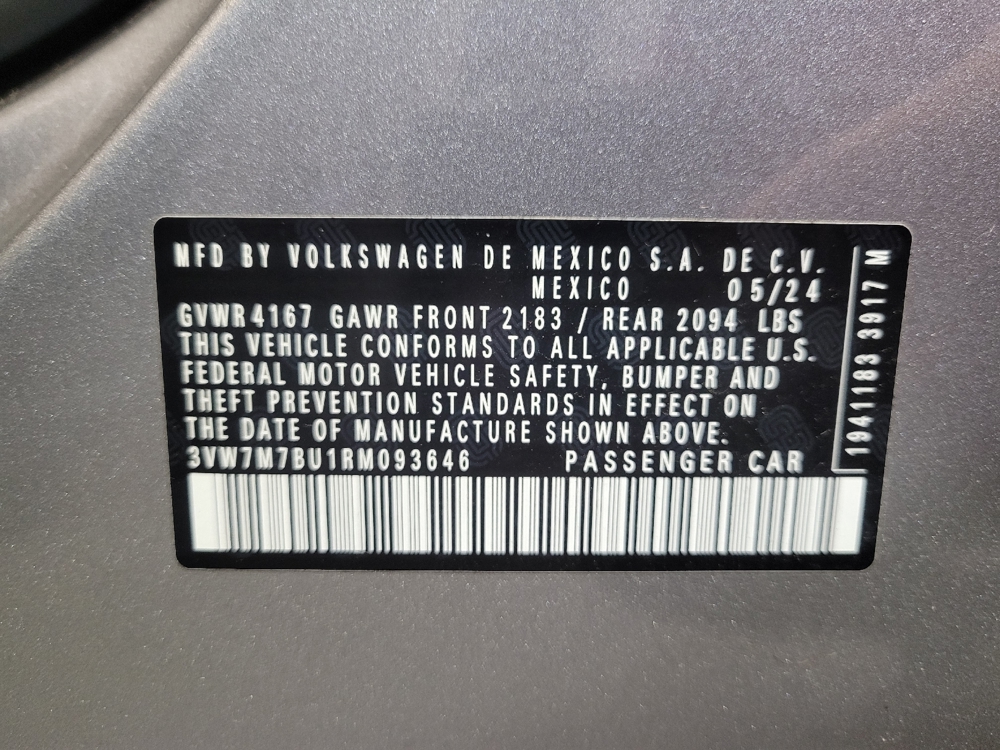 MFD BY VOLKSWAGEN DE MEXICO S.A. DE C.V.
MEXICO 05/24
GVWR 4167 GAWR FRONT 2183 / REAR 2094 LBS
THIS VEHICLE CONFORMS TO ALL APPLICABLE U.S.
FEDERAL MOTOR VEHICLE SAFETY, BUMPER AND
THEFT PREVENTION STANDARDS IN EFFECT ON
THE DATE OF MANUFACTURE SHOWN ABOVE.
3VW7M7BU1RM093646 PASSENGER CAR
1941183 3917 M